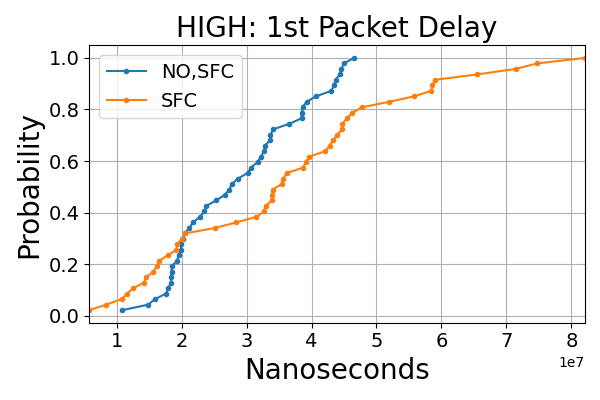 HIGH: 1st Packet Delay
NO,SFC
SFC
Probability
1.0
0.8
0.6
0.4
0.2
0.0
1 2 3 4 5 6 7 8
1e7
Nanoseconds